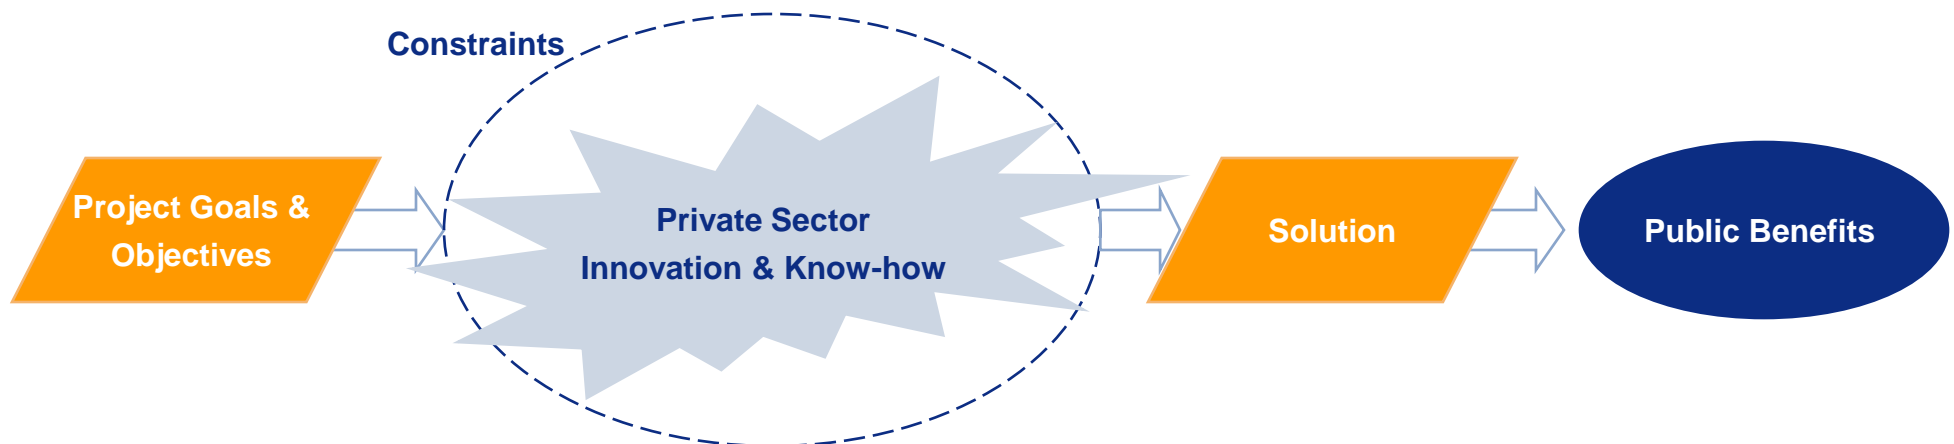 Constraints
Project Goals &
Objectives
Private Sector
Innovation & Know-how
Solution
Public Benefits